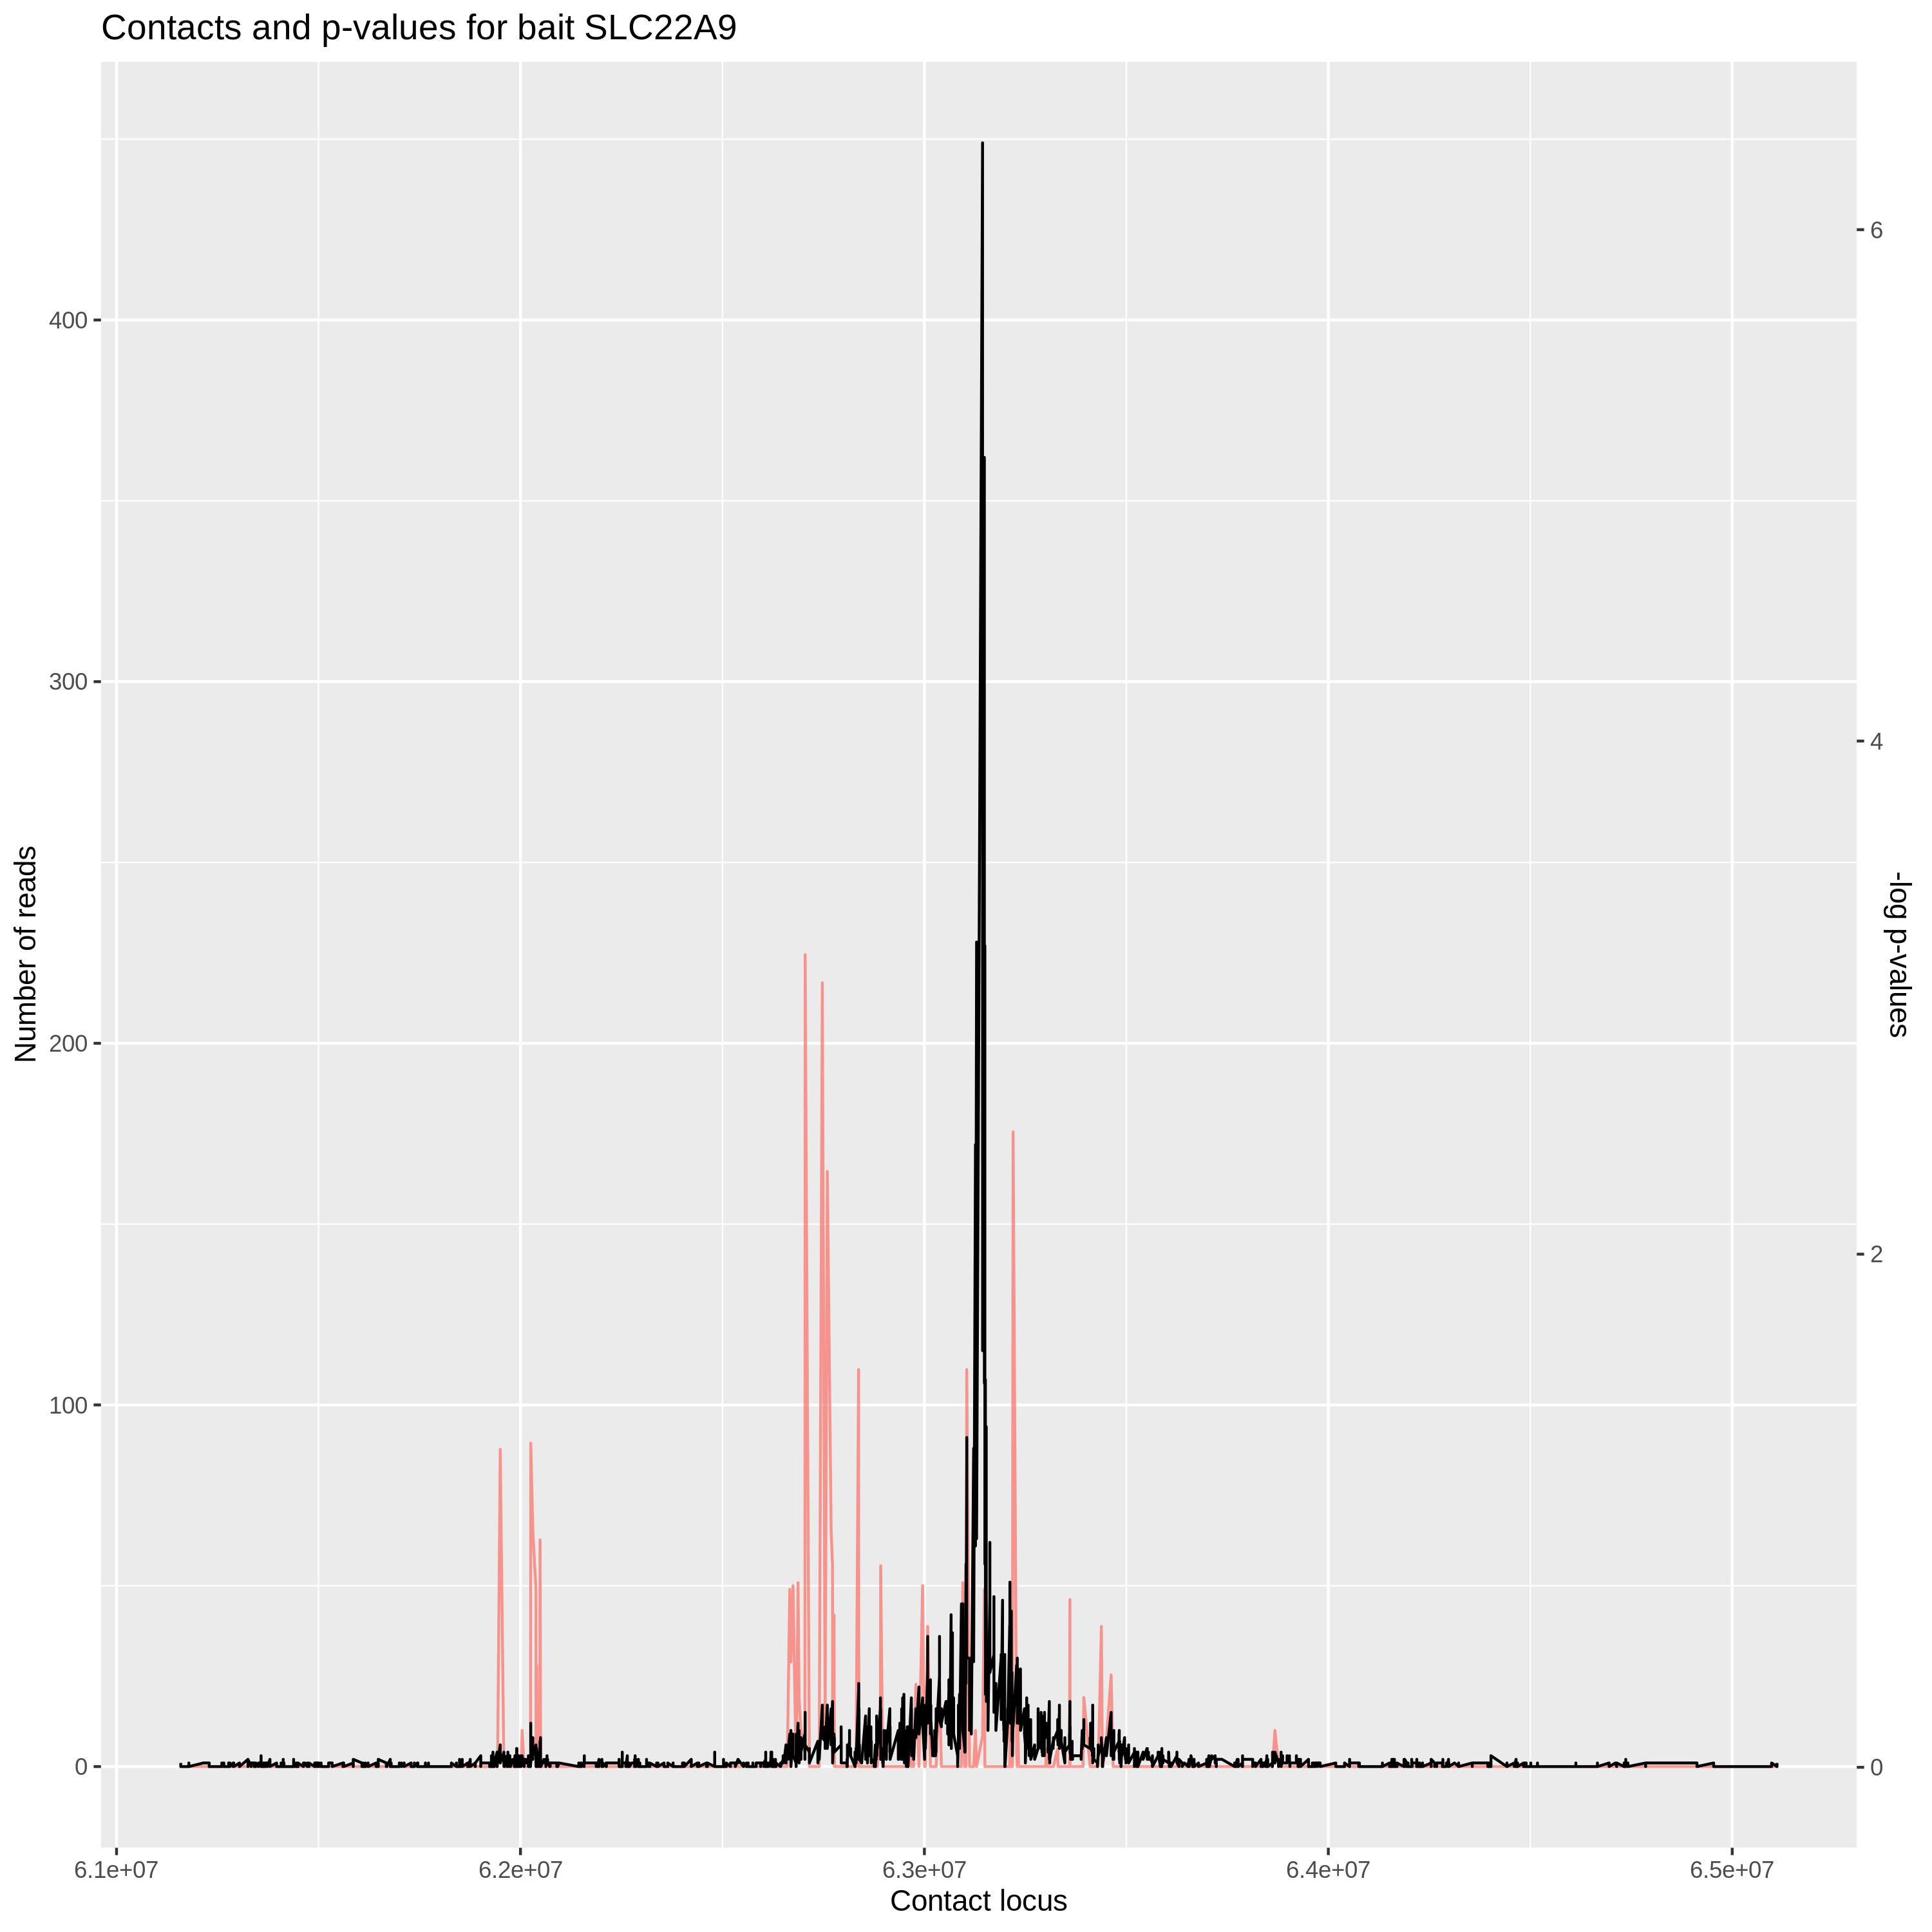 Contacts and p-values for bait SLC22A9
Number of reads
400
300
200
100
0
6
4
2
0
-log p-values
6.1e+07
6.2e+07
6.3e+07
6.4e+07
6.5e+07
Contact locus